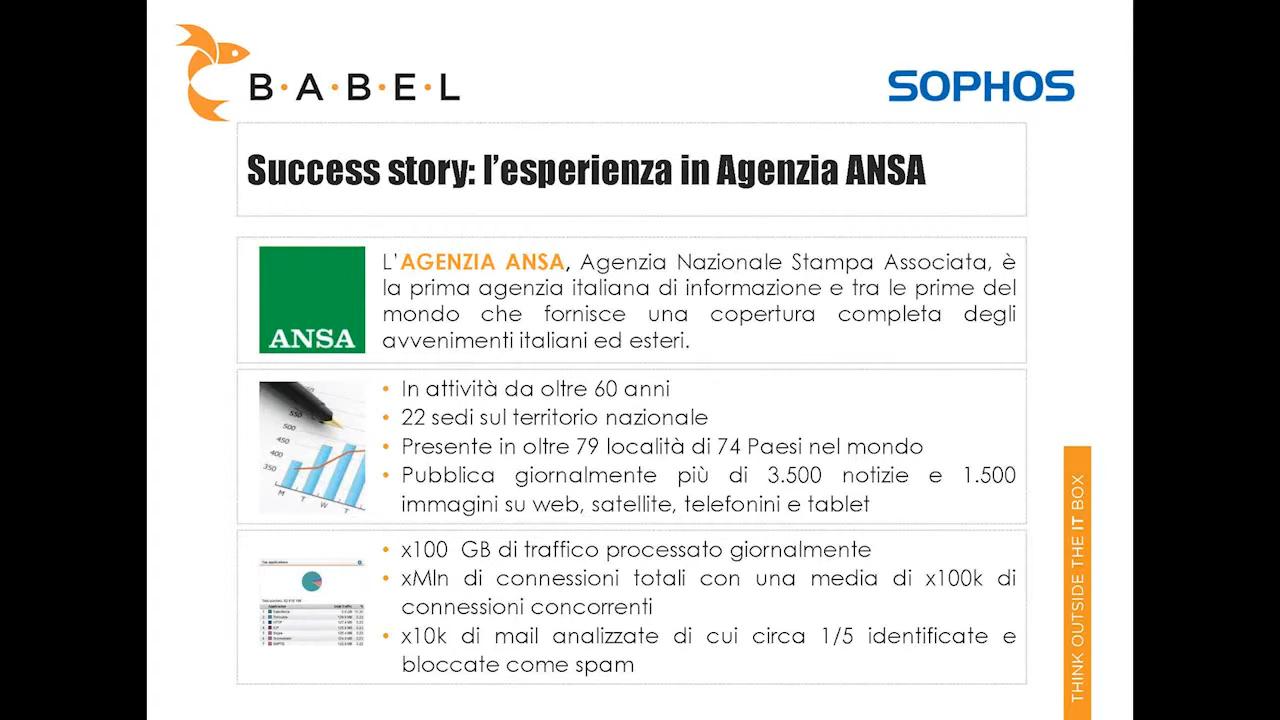 B·A·B·E·L
SOPHOS
Success story: l'esperienza in Agenzia ANSA
ANSA
L'AGENZIA ANSA, Agenzia Nazionale Stampa Associata, è
la prima agenzia italiana di informazione e tra le prime del
mondo che fornisce una copertura completa degli
avvenimenti italiani ed esteri.
550
500
450
400
350
M T W T
• In attività da oltre 60 anni
• 22 sedi sul territorio nazionale
• Presente in oltre 79 località di 74 Paesi nel mondo
• Pubblica giornalmente più di 3.500 notizie e 1.500
immagini su web, satellite, telefonini e tablet
• x100 GB di traffico processato giornalmente
• xMln di connessioni totali con una media di x100k di
connessioni concorrenti
• x10k di mail analizzate di cui circa 1/5 identificate e
bloccate come spam
THINK OUTSIDE THE IT BOX